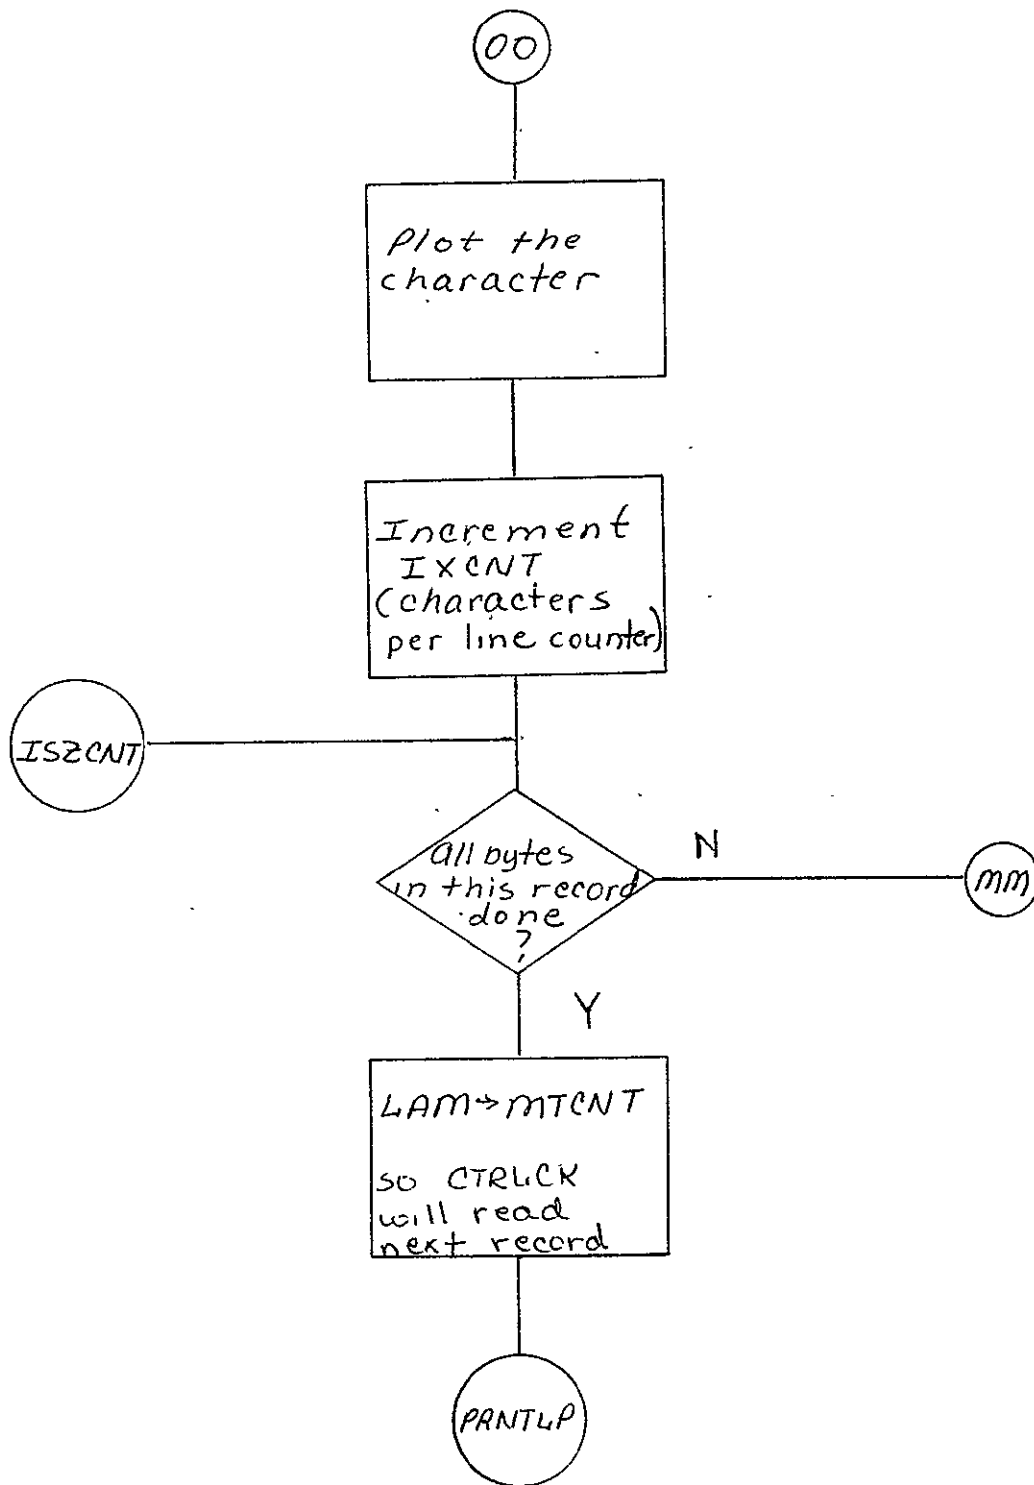 OO
Plot the
character
Increment
IXCNT
(characters
per line counter)
ISZCNT
All bytes
in this record
done
?
N
MM
Y
LAM→MTCNT
so CTRLCK
will read
next record
PRNTLP